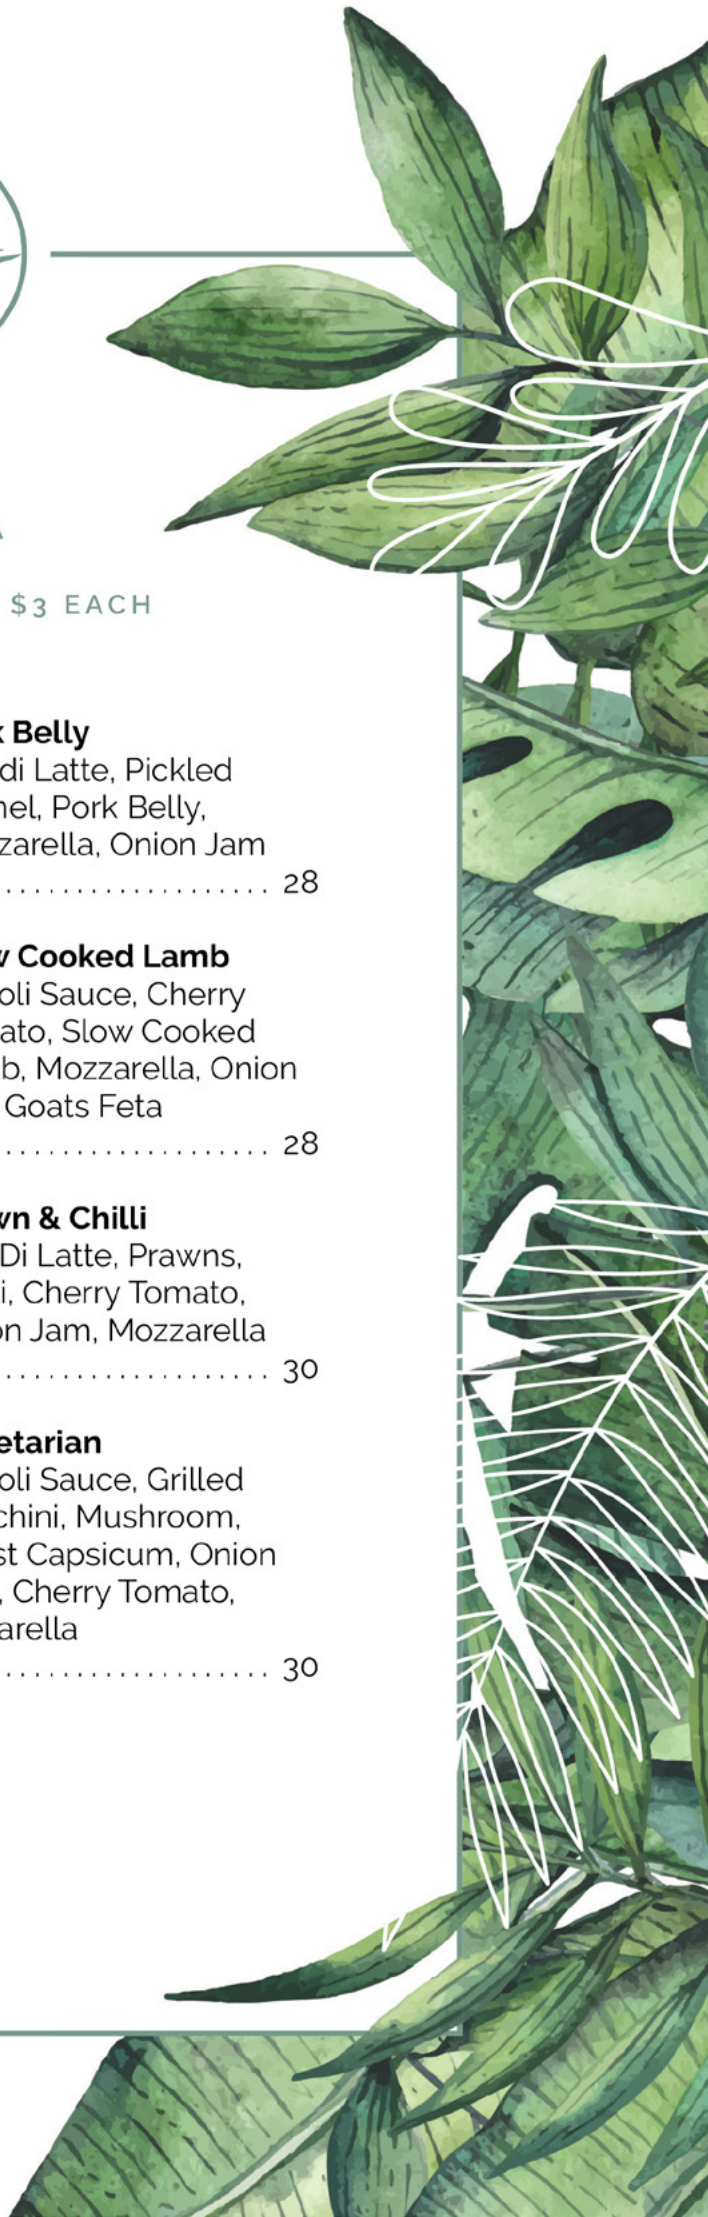 $3 EACH
k Belly
di Latte, Pickled
nel, Pork Belly,
zarella, Onion Jam
.................... 28
w Cooked Lamb
oli Sauce, Cherry
ato, Slow Cooked
b, Mozzarella, Onion
Goats Feta
.................... 28
wn & Chilli
Di Latte, Prawns,
i, Cherry Tomato,
on Jam, Mozzarella
.................... 30
etarian
oli Sauce, Grilled
chini, Mushroom,
st Capsicum, Onion
, Cherry Tomato,
arella
.................... 30